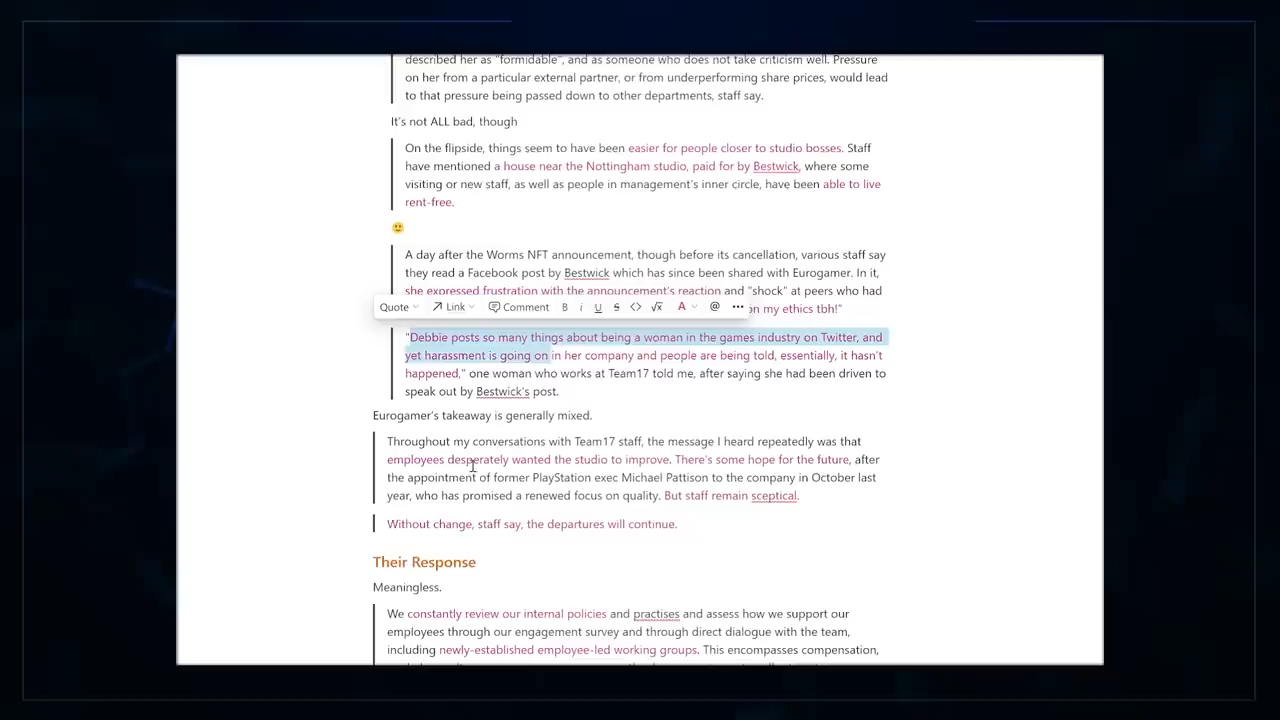 described her as "formidable", and as someone who does not take criticism well. Pressure
on her from a particular external partner, or from underperforming share prices, would lead
to that pressure being passed down to other departments, staff say.
It's not ALL bad, though
On the flipside, things seem to have been easier for people closer to studio bosses. Staff
have mentioned a house near the Nottingham studio, paid for by Bestwick, where some
visiting or new staff, as well as people in management's inner circle, have been able to live
rent-free.
🙂
A day after the Worms NFT announcement, though before its cancellation, various staff say
they read a Facebook post by Bestwick which has since been shared with Eurogamer. In it,
she expressed frustration with the announcement's reaction and "shock" at peers who had
Quote Link Comment B i U S <> √x A @ •••
on my ethics tbh!"
"Debbie posts so many things about being a woman in the games industry on Twitter, and
yet harassment is going on in her company and people are being told, essentially, it hasn't
happened," one woman who works at Team17 told me, after saying she had been driven to
speak out by Bestwick's post.
Eurogamer's takeaway is generally mixed.
Throughout my conversations with Team17 staff, the message I heard repeatedly was that
employees desperately wanted the studio to improve. There's some hope for the future, after
the appointment of former PlayStation exec Michael Pattison to the company in October last
year, who has promised a renewed focus on quality. But staff remain sceptical.
Without change, staff say, the departures will continue.
Their Response
Meaningless.
We constantly review our internal policies and practises and assess how we support our
employees through our engagement survey and through direct dialogue with the team,
including newly-established employee-led working groups. This encompasses compensation,